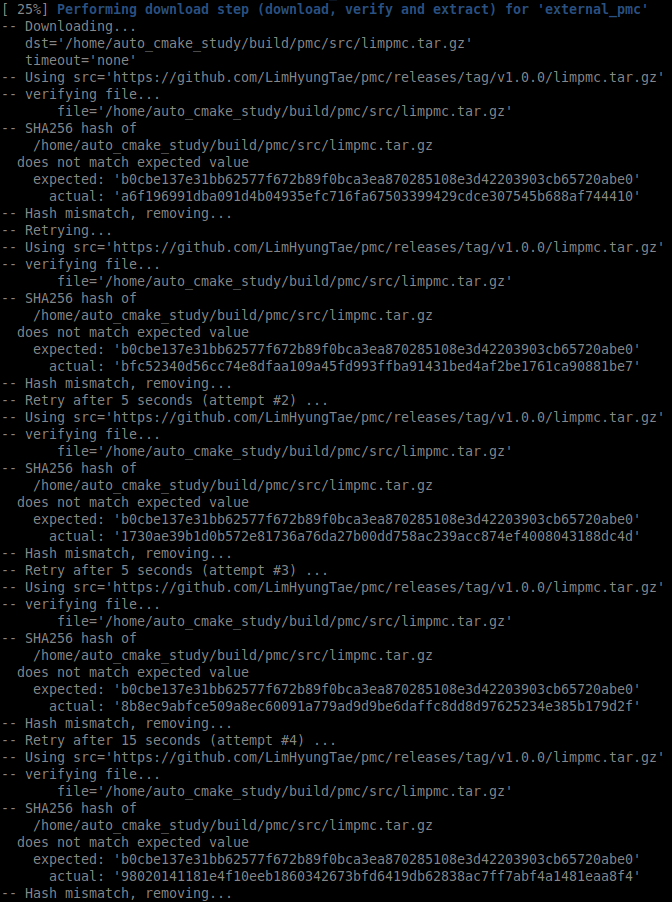 [ 25%] Performing download step (download, verify and extract) for 'external_pmc'
-- Downloading...
dst='/home/auto_cmake_study/build/pmc/src/limpmc.tar.gz'
timeout='none'
-- Using src='https://github.com/LimHyungTae/pmc/releases/tag/v1.0.0/limpmc.tar.gz'
-- verifying file...
file='/home/auto_cmake_study/build/pmc/src/limpmc.tar.gz'
-- SHA256 hash of
/home/auto_cmake_study/build/pmc/src/limpmc.tar.gz
does not match expected value
expected: 'b0cbe137e31bb62577f672b89f0bca3ea870285108e3d42203903cb65720abe0'
actual: 'a6f196991dba091d4b04935efc716fa67503399429cdce307545b688af744410'
-- Hash mismatch, removing...
-- Retrying...
-- Using src='https://github.com/LimHyungTae/pmc/releases/tag/v1.0.0/limpmc.tar.gz'
-- verifying file...
file='/home/auto_cmake_study/build/pmc/src/limpmc.tar.gz'
-- SHA256 hash of
/home/auto_cmake_study/build/pmc/src/limpmc.tar.gz
does not match expected value
expected: 'b0cbe137e31bb62577f672b89f0bca3ea870285108e3d42203903cb65720abe0'
actual: 'bfc52340d56cc74e8dfaa109a45fd993ffba91431bed4af2be1761ca90881be7'
-- Hash mismatch, removing...
-- Retry after 5 seconds (attempt #2) ...
-- Using src='https://github.com/LimHyungTae/pmc/releases/tag/v1.0.0/limpmc.tar.gz'
-- verifying file...
file='/home/auto_cmake_study/build/pmc/src/limpmc.tar.gz'
-- SHA256 hash of
/home/auto_cmake_study/build/pmc/src/limpmc.tar.gz
does not match expected value
expected: 'b0cbe137e31bb62577f672b89f0bca3ea870285108e3d42203903cb65720abe0'
actual: '1730ae39b1d0b572e81736a76da27b00dd758ac239acc874ef4008043188dc4d'
-- Hash mismatch, removing...
-- Retry after 5 seconds (attempt #3) ...
-- Using src='https://github.com/LimHyungTae/pmc/releases/tag/v1.0.0/limpmc.tar.gz'
-- verifying file...
file='/home/auto_cmake_study/build/pmc/src/limpmc.tar.gz'
-- SHA256 hash of
/home/auto_cmake_study/build/pmc/src/limpmc.tar.gz
does not match expected value
expected: 'b0cbe137e31bb62577f672b89f0bca3ea870285108e3d42203903cb65720abe0'
actual: '8b8ec9abfce509a8ec60091a779ad9d9be6daffc8dd8d97625234e385b179d2f'
-- Hash mismatch, removing...
-- Retry after 15 seconds (attempt #4) ...
-- Using src='https://github.com/LimHyungTae/pmc/releases/tag/v1.0.0/limpmc.tar.gz'
-- verifying file...
file='/home/auto_cmake_study/build/pmc/src/limpmc.tar.gz'
-- SHA256 hash of
/home/auto_cmake_study/build/pmc/src/limpmc.tar.gz
does not match expected value
expected: 'b0cbe137e31bb62577f672b89f0bca3ea870285108e3d42203903cb65720abe0'
actual: '98020141181e4f10eeb1860342673bfd6419db62838ac7ff7abf4a1481eaa8f4'
-- Hash mismatch, removing...